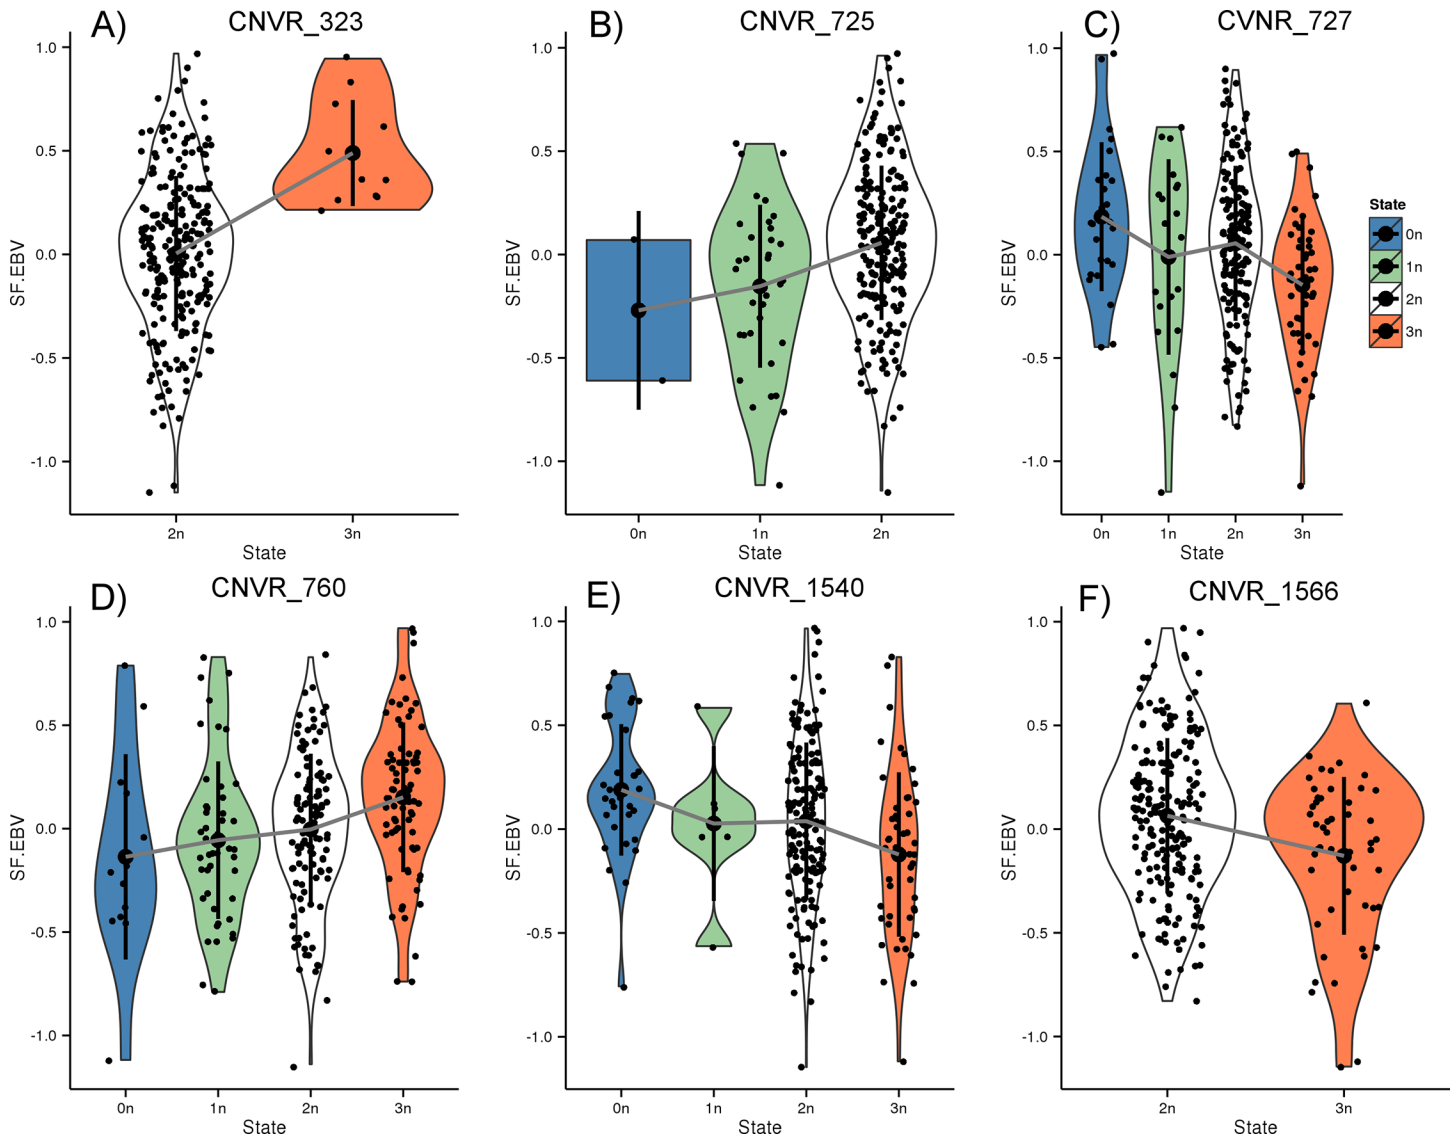 A) CNVR_323
1.0
0.5
0.0
-0.5
-1.0
SF.EBV
2n 3n
State
B) CNVR_725
1.0
0.5
0.0
-0.5
-1.0
SF.EBV
0n 1n 2n
State
C) CVNR_727
1.0
0.5
0.0
-0.5
-1.0
SF.EBV
0n 1n 2n 3n
State
State
0n
1n
2n
3n
D) CNVR_760
1.0
0.5
0.0
-0.5
-1.0
SF.EBV
0n 1n 2n 3n
State
E) CNVR_1540
1.0
0.5
0.0
-0.5
-1.0
SF.EBV
0n 1n 2n 3n
State
F) CNVR_1566
1.0
0.5
0.0
-0.5
-1.0
SF.EBV
2n 3n
State